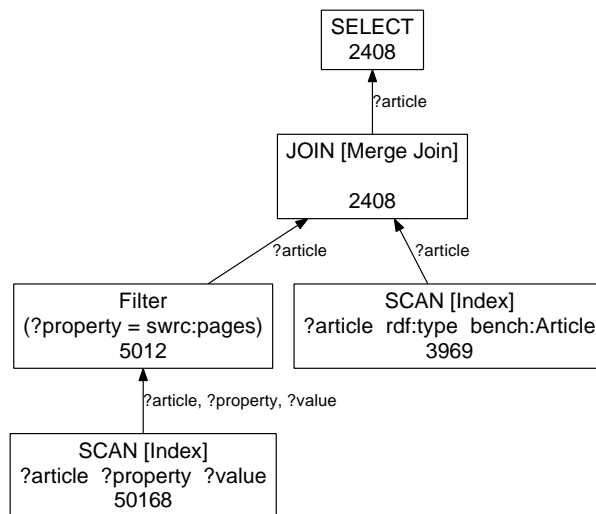 SELECT
2408
?article
JOIN [Merge Join]
2408
?article
?article
Filter
(?property = swrc:pages)
5012
SCAN [Index]
?article rdf:type bench:Article
3969
?article, ?property, ?value
SCAN [Index]
?article ?property ?value
50168